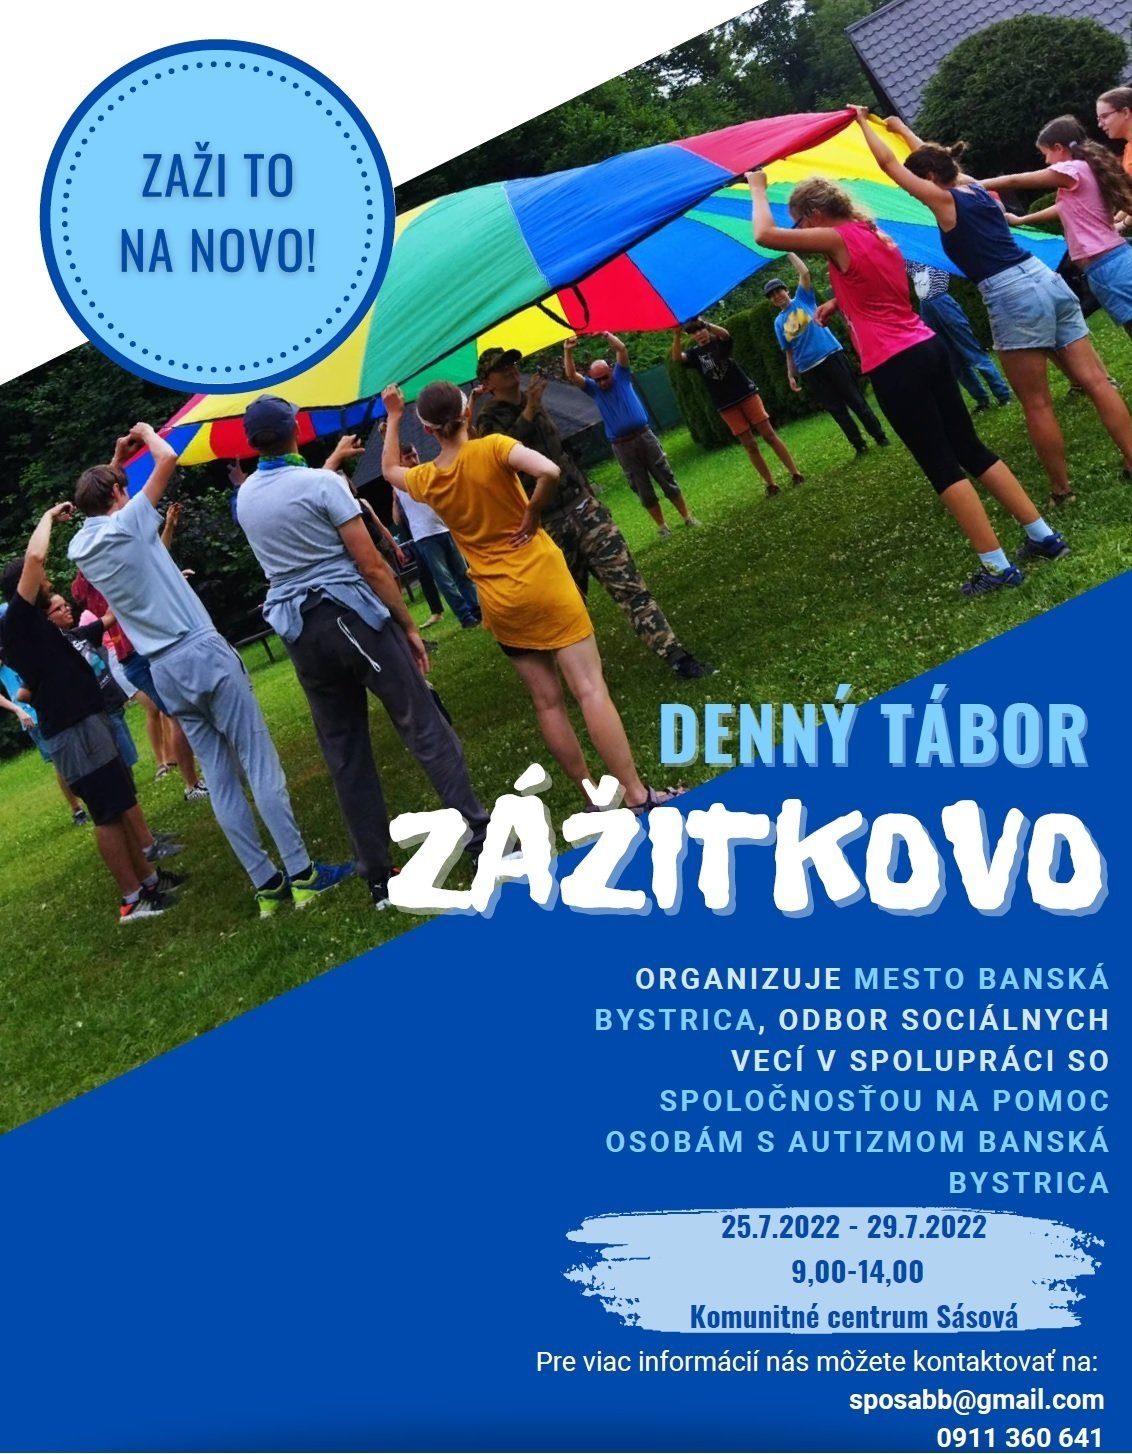 ZAŽI TO
NA NOVO!
DENNÝ TÁBOR
ZÁŽITKOVO
ORGANIZUJE MESTO BANSKÁ
BYSTRICA, ODBOR SOCIÁLNYCH
VECÍ V SPOLUPRÁCI SO
SPOLOČNOSŤOU NA POMOC
OSOBÁM S AUTIZMOM BANSKÁ
BYSTRICA
25.7.2022 - 29.7.2022
9,00-14,00
Komunitné centrum Sásová
Pre viac informácií nás môžete kontaktovať na:
sposabb@gmail.com
0911 360 641